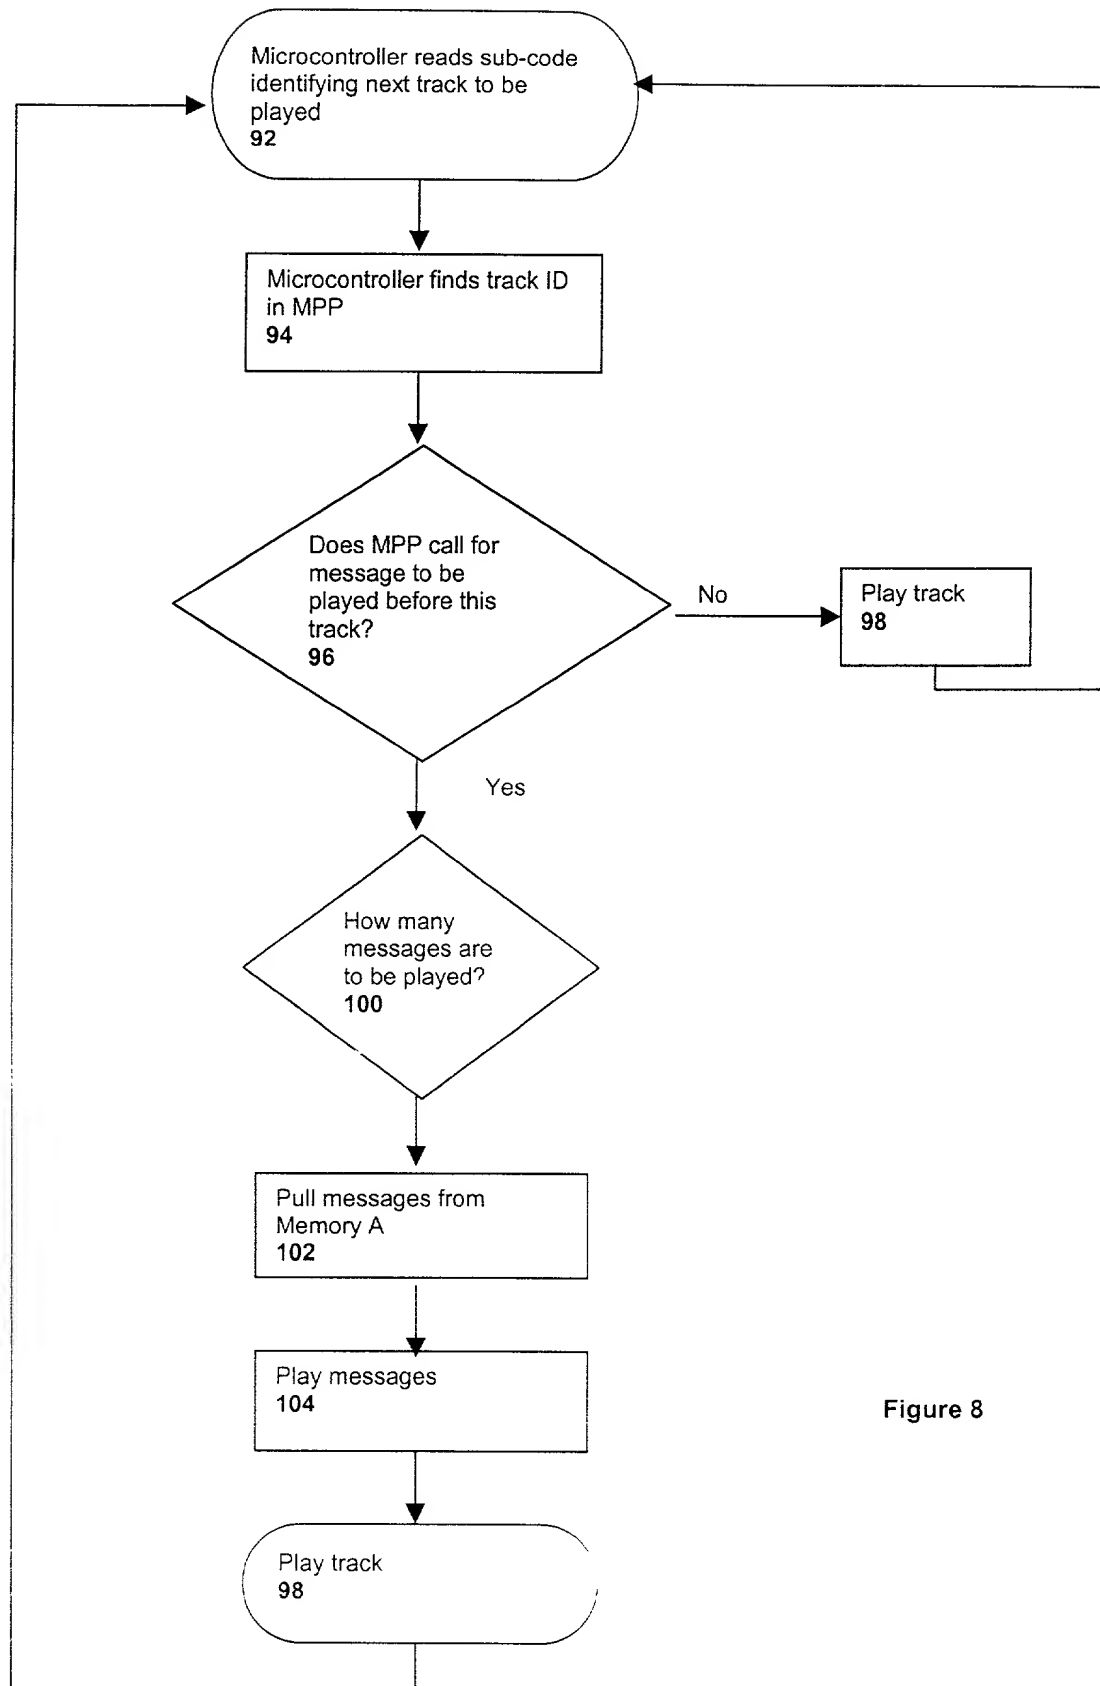 Microcontroller reads sub-code
identifying next track to be
played
92
Microcontroller finds track ID
in MPP
94
Does MPP call for
message to be
played before this
track?
96
No
Play track
98
Yes
How many
messages are
to be played?
100
Pull messages from
Memory A
102
Play messages
104
Figure 8
Play track
98